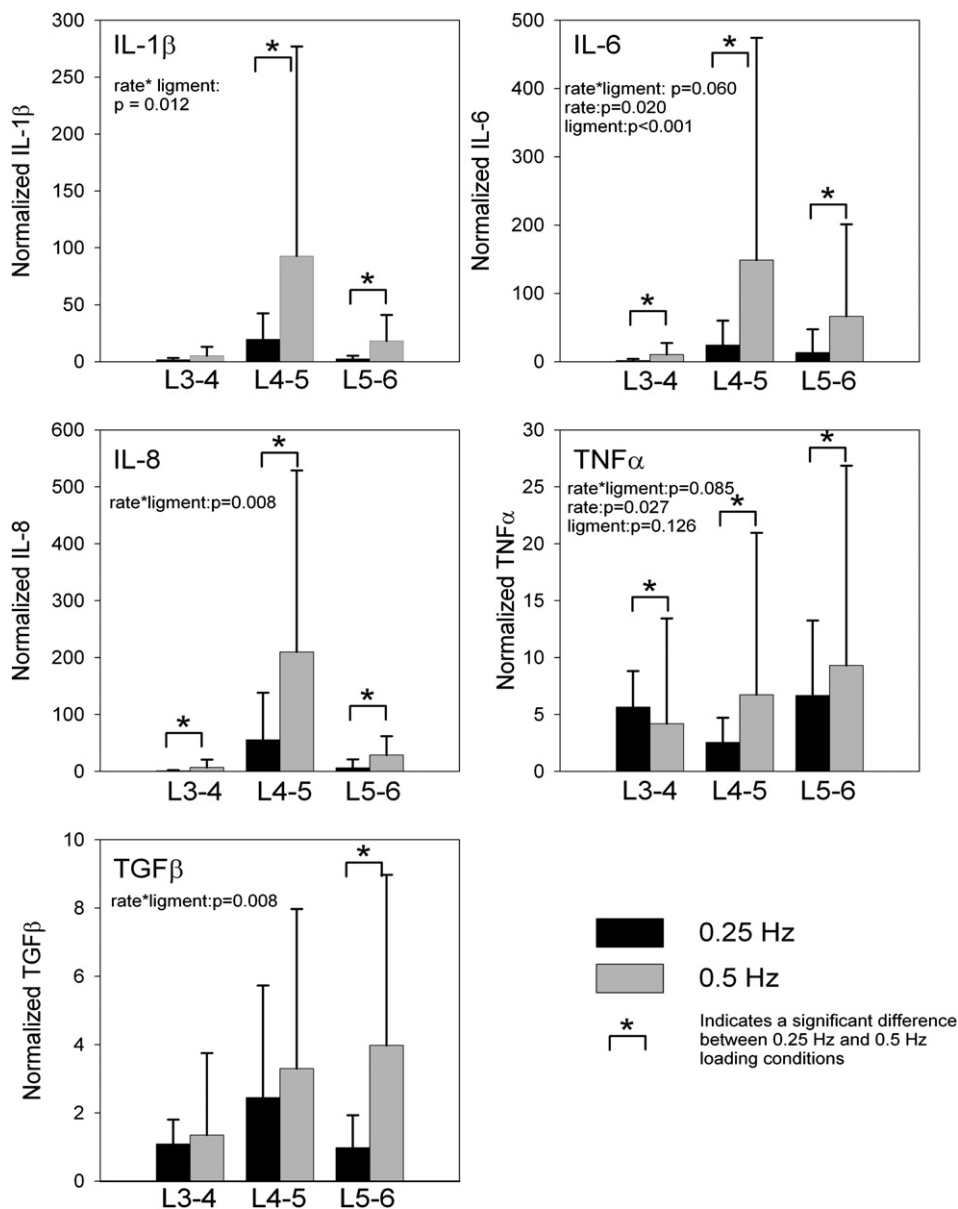 IL-1β
rate* ligment:
p = 0.012
*
*
Normalized IL-1β
300
250
200
150
100
50
0
L3-4 L4-5 L5-6
IL-6
rate*ligment: p=0.060
rate:p=0.020
ligment:p<0.001
*
*
*
Normalized IL-6
500
400
300
200
100
0
L3-4 L4-5 L5-6
IL-8
rate*ligment:p=0.008
*
*
*
Normalized IL-8
600
500
400
300
200
100
0
L3-4 L4-5 L5-6
TNFα
rate*ligment:p=0.085
rate:p=0.027
ligment:p=0.126
*
*
*
Normalized TNFα
30
25
20
15
10
5
0
L3-4 L4-5 L5-6
TGFβ
rate*ligment:p=0.008
*
Normalized TGFβ
10
8
6
4
2
0
L3-4 L4-5 L5-6
0.25 Hz
0.5 Hz
*
Indicates a significant difference
between 0.25 Hz and 0.5 Hz
loading conditions